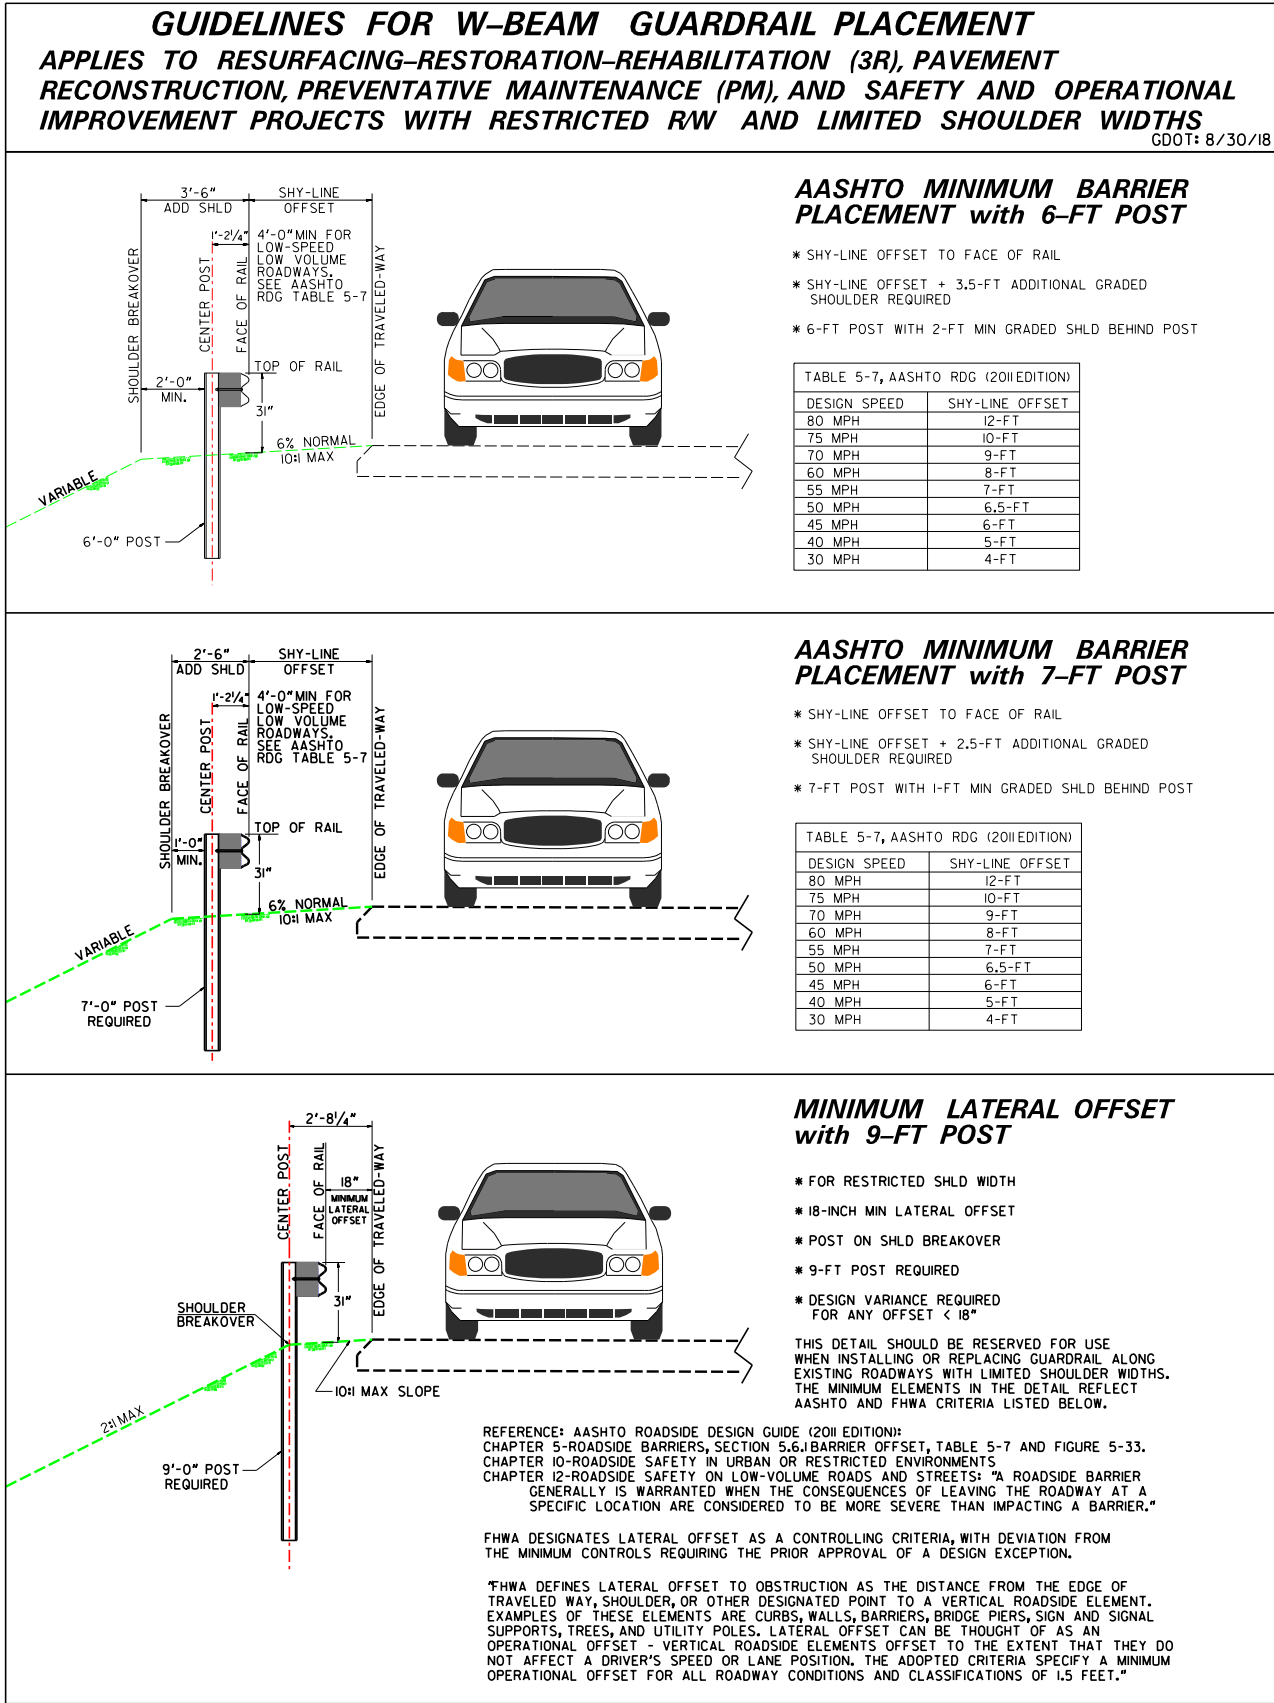 GUIDELINES FOR W-BEAM GUARDRAIL PLACEMENT
APPLIES TO RESURFACING-RESTORATION-REHABILITATION (3R), PAVEMENT
RECONSTRUCTION, PREVENTATIVE MAINTENANCE (PM), AND SAFETY AND OPERATIONAL
IMPROVEMENT PROJECTS WITH RESTRICTED R/W AND LIMITED SHOULDER WIDTHS
GDOT: 8/30/18
3'-6"
ADD SHLD
SHY-LINE
OFFSET
1'-2 1/4"
4'-0" MIN FOR
LOW-SPEED
LOW VOLUME
ROADWAYS.
SEE AASHTO
RDG TABLE 5-7
SHOULDER BREAKOVER
CENTER POST
FACE OF RAIL
EDGE OF TRAVELED-WAY
TOP OF RAIL
2'-0"
MIN.
31"
6% NORMAL
10:1 MAX
VARIABLE
6'-0" POST
AASHTO MINIMUM BARRIER
PLACEMENT with 6-FT POST
* SHY-LINE OFFSET TO FACE OF RAIL
* SHY-LINE OFFSET + 3.5-FT ADDITIONAL GRADED
SHOULDER REQUIRED
* 6-FT POST WITH 2-FT MIN GRADED SHLD BEHIND POST
TABLE 5-7, AASHTO RDG (2011 EDITION)
DESIGN SPEED SHY-LINE OFFSET
80 MPH 12-FT
75 MPH 10-FT
70 MPH 9-FT
60 MPH 8-FT
55 MPH 7-FT
50 MPH 6.5-FT
45 MPH 6-FT
40 MPH 5-FT
30 MPH 4-FT
2'-6"
ADD SHLD
SHY-LINE
OFFSET
1'-2 1/4"
4'-0" MIN FOR
LOW-SPEED
LOW VOLUME
ROADWAYS.
SEE AASHTO
RDG TABLE 5-7
SHOULDER BREAKOVER
CENTER POST
FACE OF RAIL
EDGE OF TRAVELED-WAY
TOP OF RAIL
1'-0"
MIN.
31"
6% NORMAL
10:1 MAX
VARIABLE
7'-0" POST
REQUIRED
AASHTO MINIMUM BARRIER
PLACEMENT with 7-FT POST
* SHY-LINE OFFSET TO FACE OF RAIL
* SHY-LINE OFFSET + 2.5-FT ADDITIONAL GRADED
SHOULDER REQUIRED
* 7-FT POST WITH 1-FT MIN GRADED SHLD BEHIND POST
TABLE 5-7, AASHTO RDG (2011 EDITION)
DESIGN SPEED SHY-LINE OFFSET
80 MPH 12-FT
75 MPH 10-FT
70 MPH 9-FT
60 MPH 8-FT
55 MPH 7-FT
50 MPH 6.5-FT
45 MPH 6-FT
40 MPH 5-FT
30 MPH 4-FT
2'-8 1/4"
CENTER POST
FACE OF RAIL
18"
MINIMUM
LATERAL
OFFSET
EDGE OF TRAVELED-WAY
31"
SHOULDER
BREAKOVER
10:1 MAX SLOPE
2:1 MAX
9'-0" POST
REQUIRED
MINIMUM LATERAL OFFSET
with 9-FT POST
* FOR RESTRICTED SHLD WIDTH
* 18-INCH MIN LATERAL OFFSET
* POST ON SHLD BREAKOVER
* 9-FT POST REQUIRED
* DESIGN VARIANCE REQUIRED
FOR ANY OFFSET < 18"
THIS DETAIL SHOULD BE RESERVED FOR USE
WHEN INSTALLING OR REPLACING GUARDRAIL ALONG
EXISTING ROADWAYS WITH LIMITED SHOULDER WIDTHS.
THE MINIMUM ELEMENTS IN THE DETAIL REFLECT
AASHTO AND FHWA CRITERIA LISTED BELOW.
REFERENCE: AASHTO ROADSIDE DESIGN GUIDE (2011 EDITION):
CHAPTER 5-ROADSIDE BARRIERS, SECTION 5.6.1 BARRIER OFFSET, TABLE 5-7 AND FIGURE 5-33.
CHAPTER 10-ROADSIDE SAFETY IN URBAN OR RESTRICTED ENVIRONMENTS
CHAPTER 12-ROADSIDE SAFETY ON LOW-VOLUME ROADS AND STREETS: "A ROADSIDE BARRIER
GENERALLY IS WARRANTED WHEN THE CONSEQUENCES OF LEAVING THE ROADWAY AT A
SPECIFIC LOCATION ARE CONSIDERED TO BE MORE SEVERE THAN IMPACTING A BARRIER."
FHWA DESIGNATES LATERAL OFFSET AS A CONTROLLING CRITERIA, WITH DEVIATION FROM
THE MINIMUM CONTROLS REQUIRING THE PRIOR APPROVAL OF A DESIGN EXCEPTION.
"FHWA DEFINES LATERAL OFFSET TO OBSTRUCTION AS THE DISTANCE FROM THE EDGE OF
TRAVELED WAY, SHOULDER, OR OTHER DESIGNATED POINT TO A VERTICAL ROADSIDE ELEMENT.
EXAMPLES OF THESE ELEMENTS ARE CURBS, WALLS, BARRIERS, BRIDGE PIERS, SIGN AND SIGNAL
SUPPORTS, TREES, AND UTILITY POLES. LATERAL OFFSET CAN BE THOUGHT OF AS AN
OPERATIONAL OFFSET - VERTICAL ROADSIDE ELEMENTS OFFSET TO THE EXTENT THAT THEY DO
NOT AFFECT A DRIVER'S SPEED OR LANE POSITION. THE ADOPTED CRITERIA SPECIFY A MINIMUM
OPERATIONAL OFFSET FOR ALL ROADWAY CONDITIONS AND CLASSIFICATIONS OF 1.5 FEET."